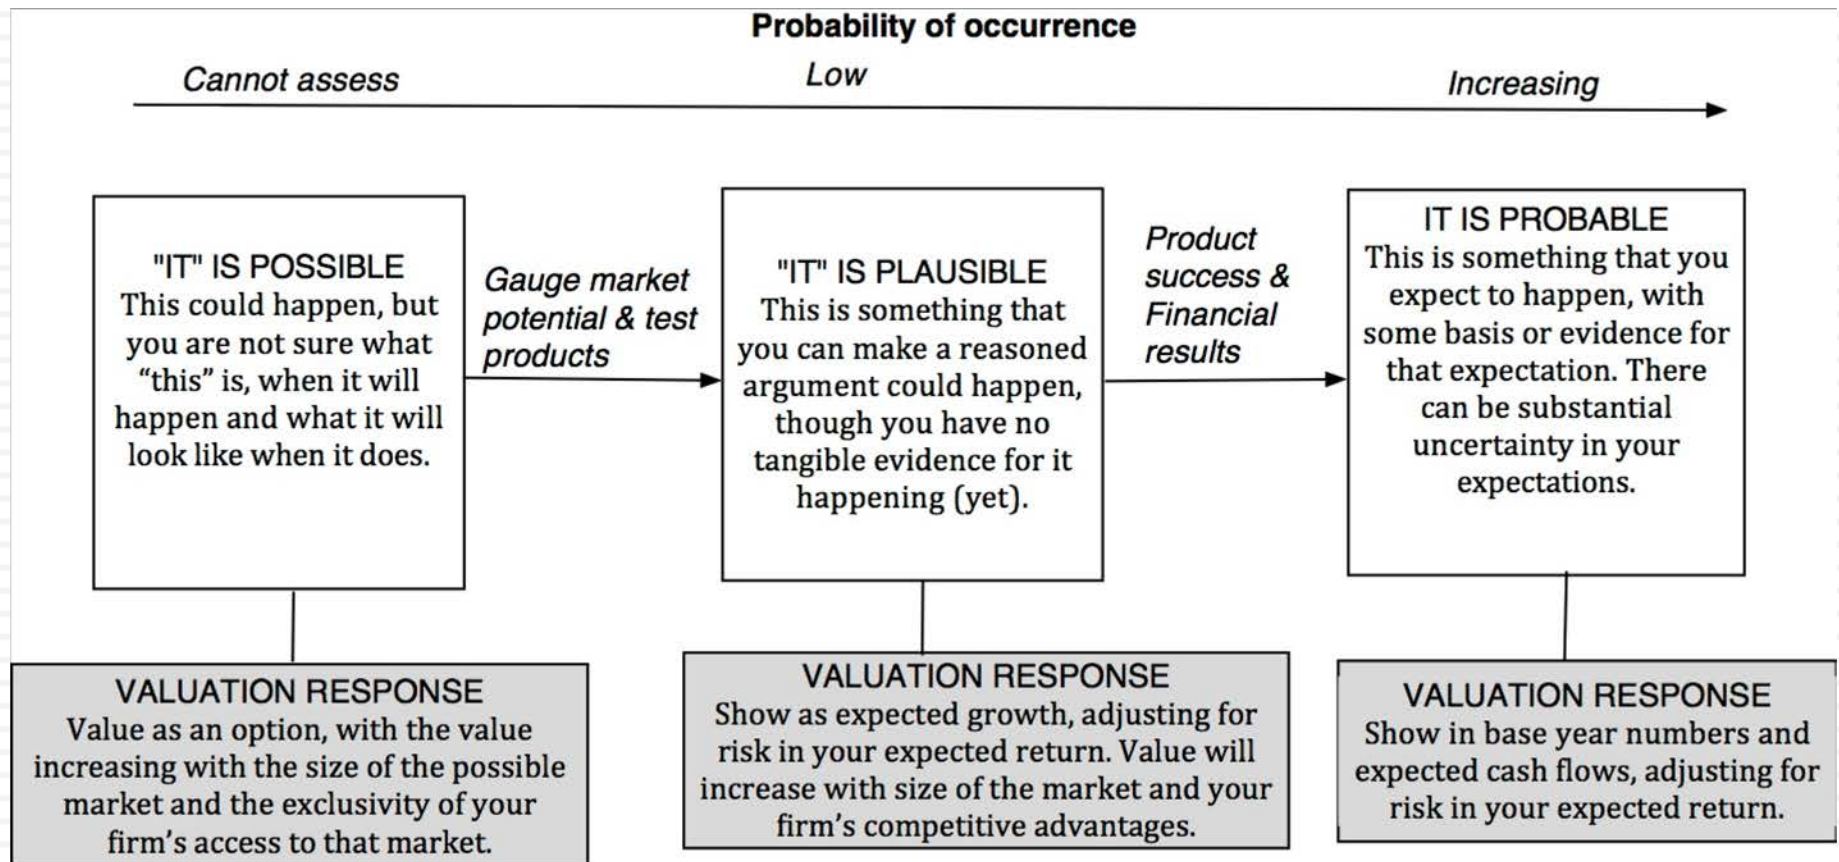 Probability of occurrence
Cannot assess
Low
Increasing
"IT" IS POSSIBLE
This could happen, but
you are not sure what
“this” is, when it will
happen and what it will
look like when it does.
Gauge market
potential & test
products
"IT" IS PLAUSIBLE
This is something that
you can make a reasoned
argument could happen,
though you have no
tangible evidence for it
happening (yet).
Product
success &
Financial
results
IT IS PROBABLE
This is something that you
expect to happen, with
some basis or evidence for
that expectation. There
can be substantial
uncertainty in your
expectations.
VALUATION RESPONSE
Value as an option, with the value
increasing with the size of the possible
market and the exclusivity of your
firm’s access to that market.
VALUATION RESPONSE
Show as expected growth, adjusting for
risk in your expected return. Value will
increase with size of the market and your
firm’s competitive advantages.
VALUATION RESPONSE
Show in base year numbers and
expected cash flows, adjusting for
risk in your expected return.